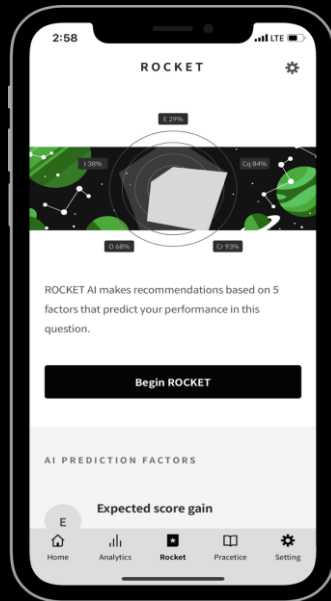 2:58
LTE
ROCKET
E 29%
I 38%
Cq 84%
O 68%
Cr 93%
ROCKET AI makes recommendations based on 5
factors that predict your performance in this
question.
Begin ROCKET
AI PREDICTION FACTORS
Expected score gain
E
Home
Analytics
Rocket
Pracetice
Setting